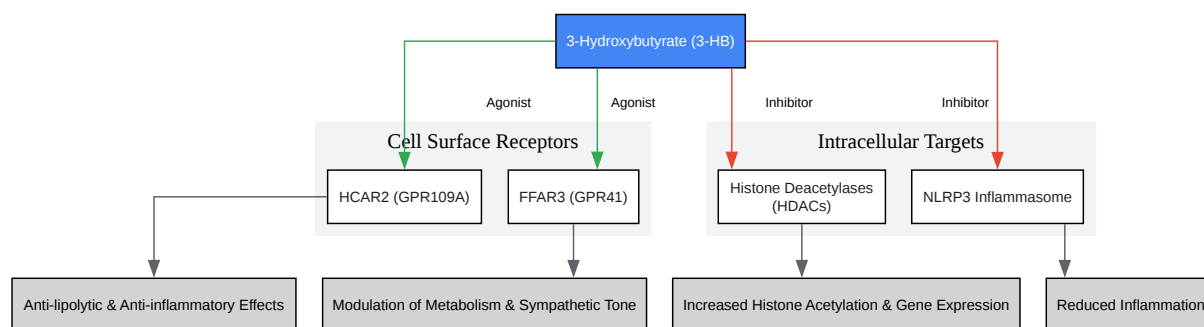 3-Hydroxybutyrate (3-HB)
Agonist
Agonist
Inhibitor
Inhibitor
Cell Surface Receptors
Intracellular Targets
HCAR2 (GPR109A)
FFAR3 (GPR41)
Histone Deacetylases
(HDACs)
NLRP3 Inflammasome
Anti-lipolytic & Anti-inflammatory Effects
Modulation of Metabolism & Sympathetic Tone
Increased Histone Acetylation & Gene Expression
Reduced Inflammation